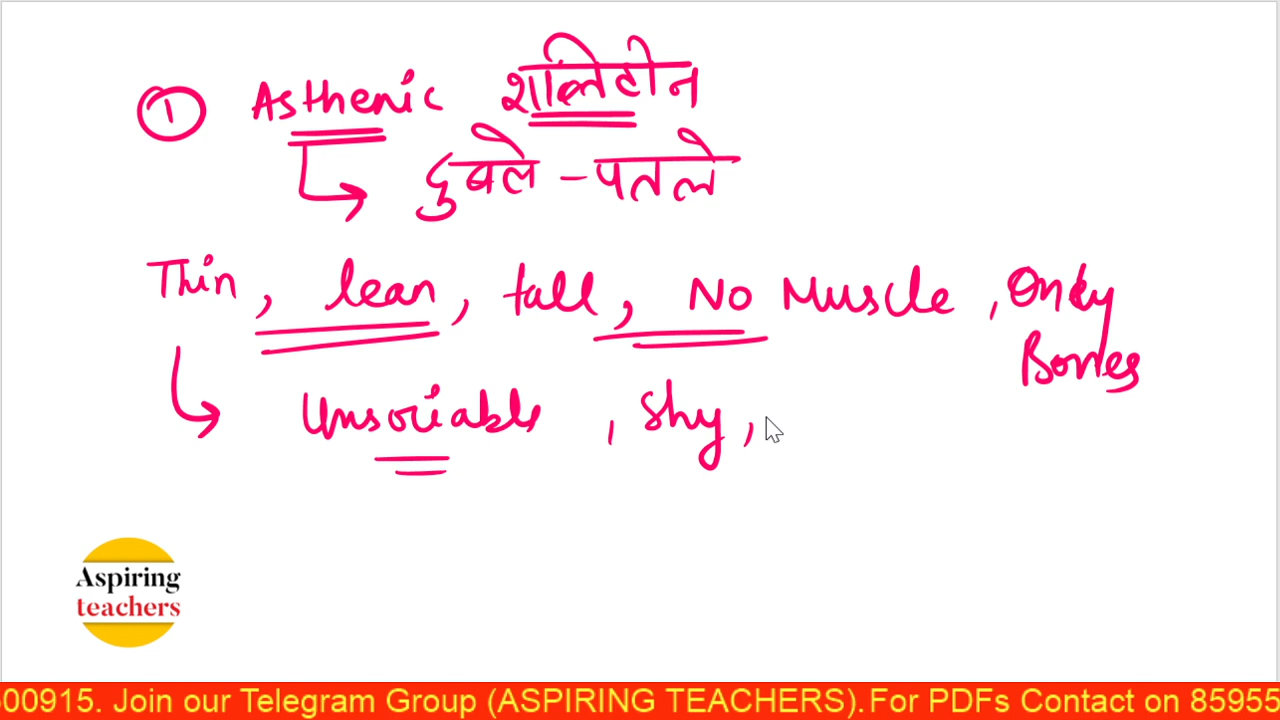 ① Asthenic शालिटोन
दुबले - पतले
Thin, lean, tall, No Muscle, Only
Bones
Unsociable, Shy,
Aspiring
teachers
00915. Join our Telegram Group (ASPIRING TEACHERS).For PDFs Contact on 85955